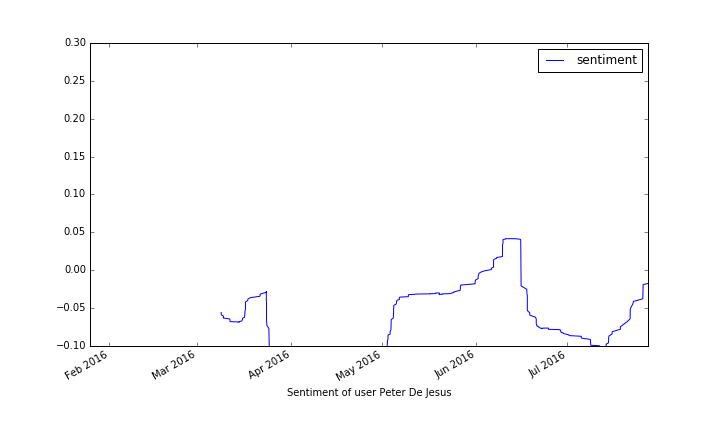 0.30
sentiment
0.25
0.20
0.15
0.10
0.05
0.00
−0.05
−0.10
Feb 2016
Mar 2016
Apr 2016
May 2016
Jun 2016
Jul 2016
Sentiment of user Peter De Jesus